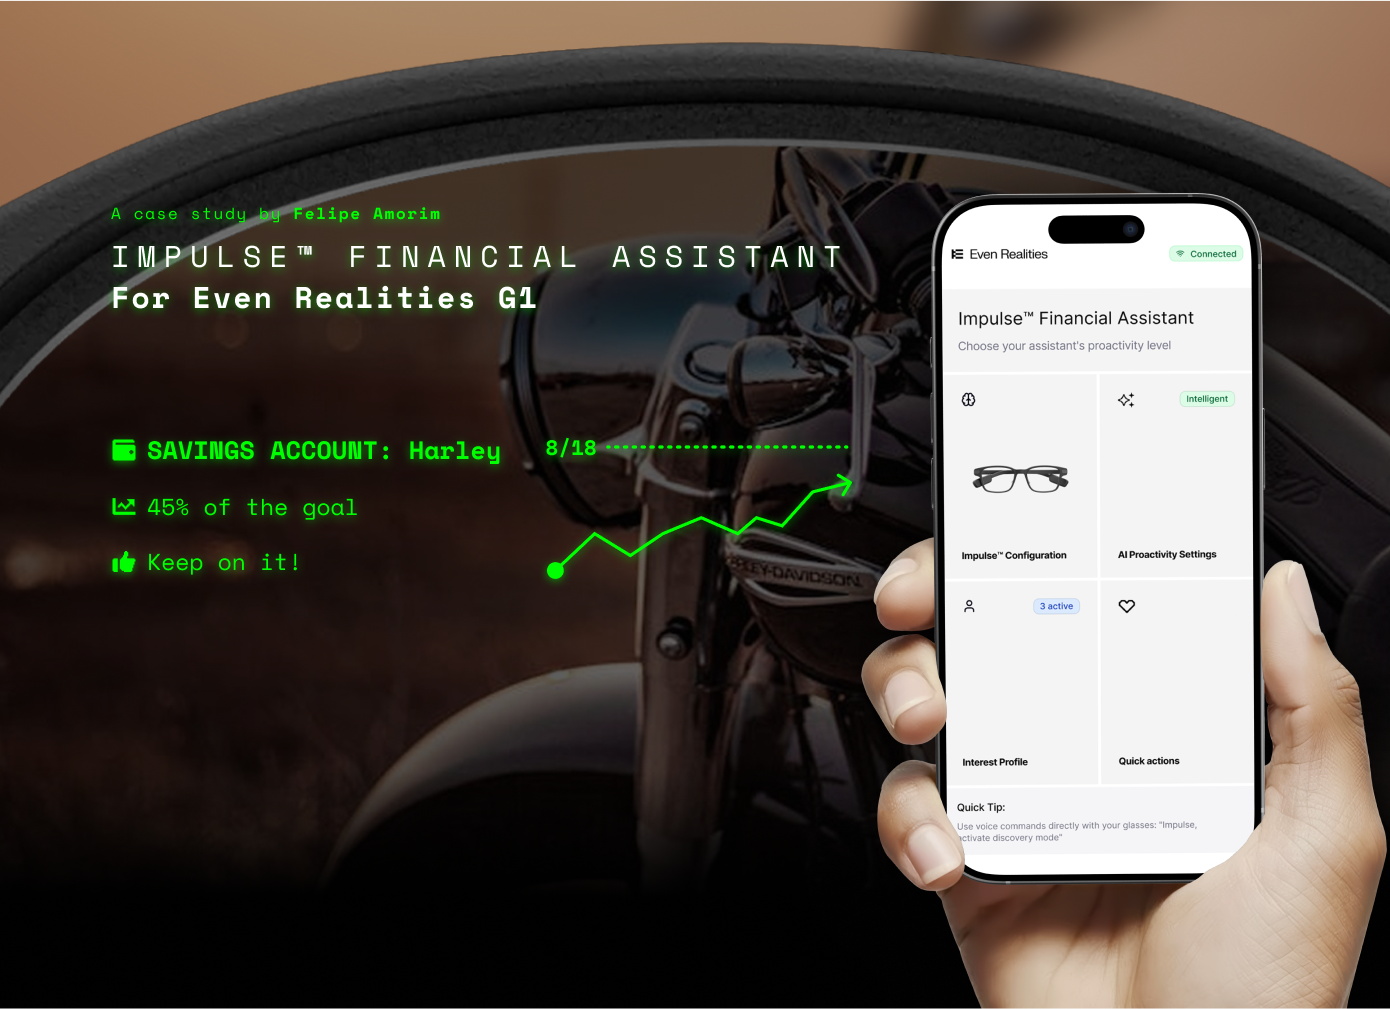 A case study by Felipe Amorim
IMPULSE™ FINANCIAL ASSISTANT
For Even Realities G1
SAVINGS ACCOUNT: Harley
8/18
45% of the goal
Keep on it!
EY-DAVIDSON
Even Realities
Connected
Impulse™ Financial Assistant
Choose your assistant's proactivity level
Intelligent
Impulse™ Configuration
AI Proactivity Settings
3 active
Interest Profile
Quick actions
Quick Tip:
Use voice commands directly with your glasses: "Impulse,
activate discovery mode"